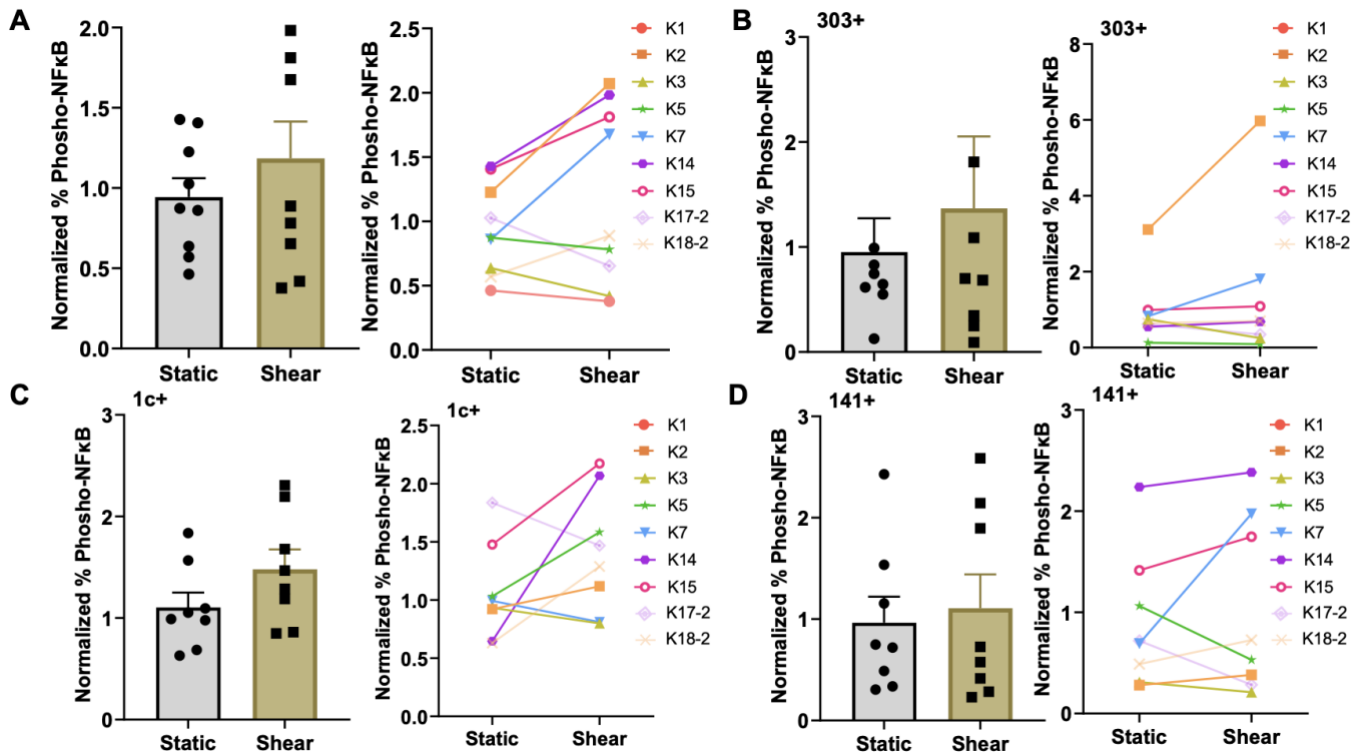 A
Normalized % Phosho-NFκB
2.0
1.5
1.0
0.5
0.0
Static Shear
Normalized % Phosho-NFκB
2.5
2.0
1.5
1.0
0.5
0.0
Static Shear
K1
K2
K3
K5
K7
K14
K15
K17-2
K18-2
B
303+
Normalized % Phosho-NFκB
3
2
1
0
Static Shear
303+
Normalized % Phosho-NFκB
8
6
4
2
0
Static Shear
K1
K2
K3
K5
K7
K14
K15
K17-2
K18-2
C
1c+
Normalized % Phosho-NFκB
3
2
1
0
Static Shear
1c+
Normalized % Phosho-NFκB
2.5
2.0
1.5
1.0
0.5
0.0
Static Shear
K1
K2
K3
K5
K7
K14
K15
K17-2
K18-2
D
141+
Normalized % Phosho-NFκB
3
2
1
0
Static Shear
141+
Normalized % Phosho-NFκB
3
2
1
0
Static Shear
K1
K2
K3
K5
K7
K14
K15
K17-2
K18-2